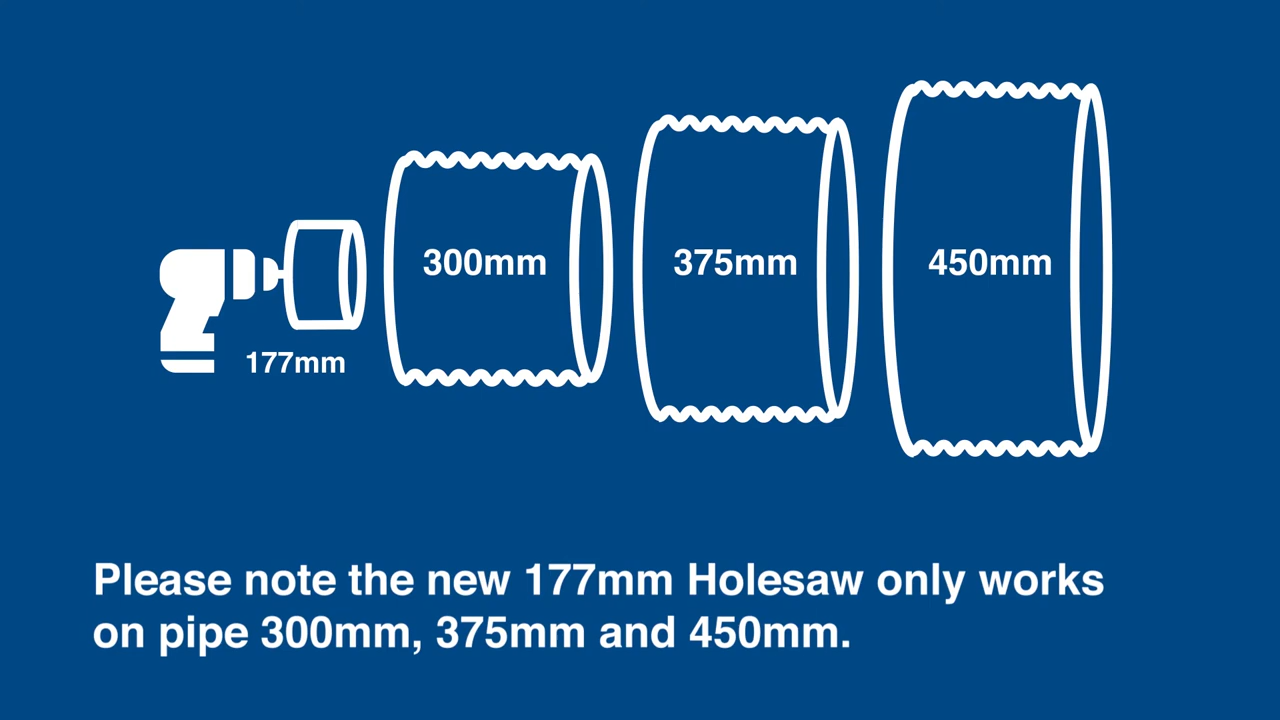 300mm
375mm
450mm
177mm
Please note the new 177mm Holesaw only works
on pipe 300mm, 375mm and 450mm.